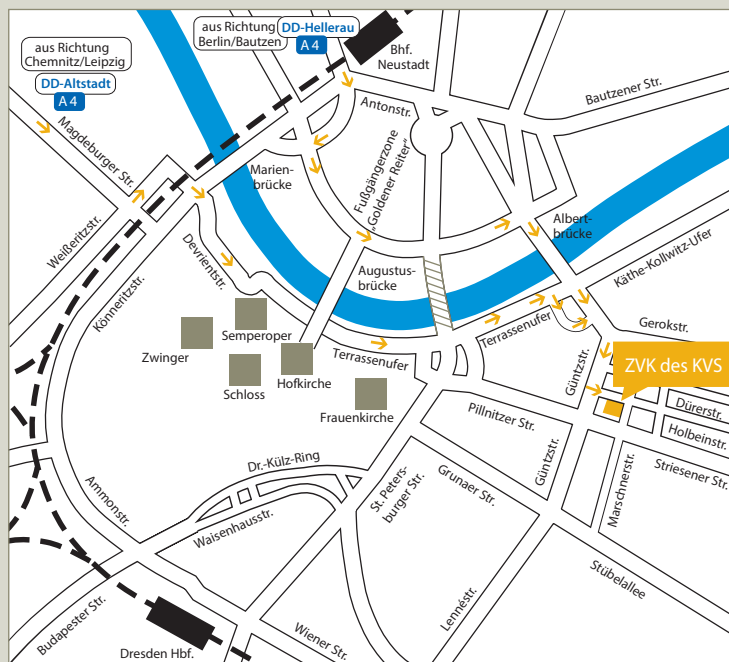 aus Richtung
Chemnitz/Leipzig
DD-Altstadt
A 4
aus Richtung
Berlin/Bautzen
DD-Hellerau
A 4
Bhf.
Neustadt
Bautzener Str.
Antonstr.
Magdeburger Str.
Marien-
brücke
Fußgängerzone
„Goldener Reiter“
Albert-
brücke
Weißeritzstr.
Devrientstr.
Könneritzstr.
Augustus-
brücke
Käthe-Kollwitz-Ufer
Semperoper
Zwinger
Schloss
Hofkirche
Terrassenufer
Terrassenufer
Frauenkirche
Gerokstr.
Güntzstr.
ZVK des KVS
Pillnitzer Str.
Dürerstr.
Holbeinstr.
Striesener Str.
Dr.-Külz-Ring
St. Peters-
burger Str.
Grunaer Str.
Güntzstr.
Marschnerstr.
Ammonstr.
Waisenhausstr.
Stübelallee
Lennéstr.
Budapester Str.
Wiener Str.
Dresden Hbf.